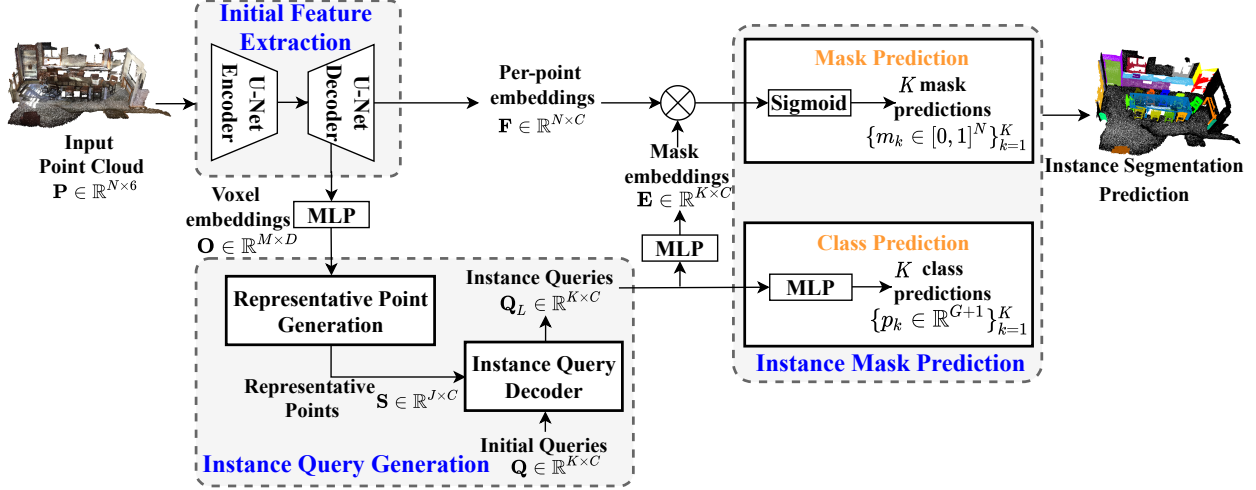 Initial Feature
Extraction
U-Net
Encoder
U-Net
Decoder
Input
Point Cloud
P ∈ ℝ^{N×6}
Per-point
embeddings
F ∈ ℝ^{N×C}
Mask
embeddings
E ∈ ℝ^{K×C}
MLP
Mask Prediction
Sigmoid
K mask
predictions
{m_k ∈ [0, 1]^N}_{k=1}^K
Instance Segmentation
Prediction
Voxel
embeddings
O ∈ ℝ^{M×D}
MLP
Representative Point
Generation
Representative
Points
S ∈ ℝ^{J×C}
Instance Queries
Q_L ∈ ℝ^{K×C}
Instance Query
Decoder
Initial Queries
Q ∈ ℝ^{K×C}
Instance Query Generation
Class Prediction
MLP
K class
predictions
{p_k ∈ ℝ^{G+1}}_{k=1}^K
Instance Mask Prediction